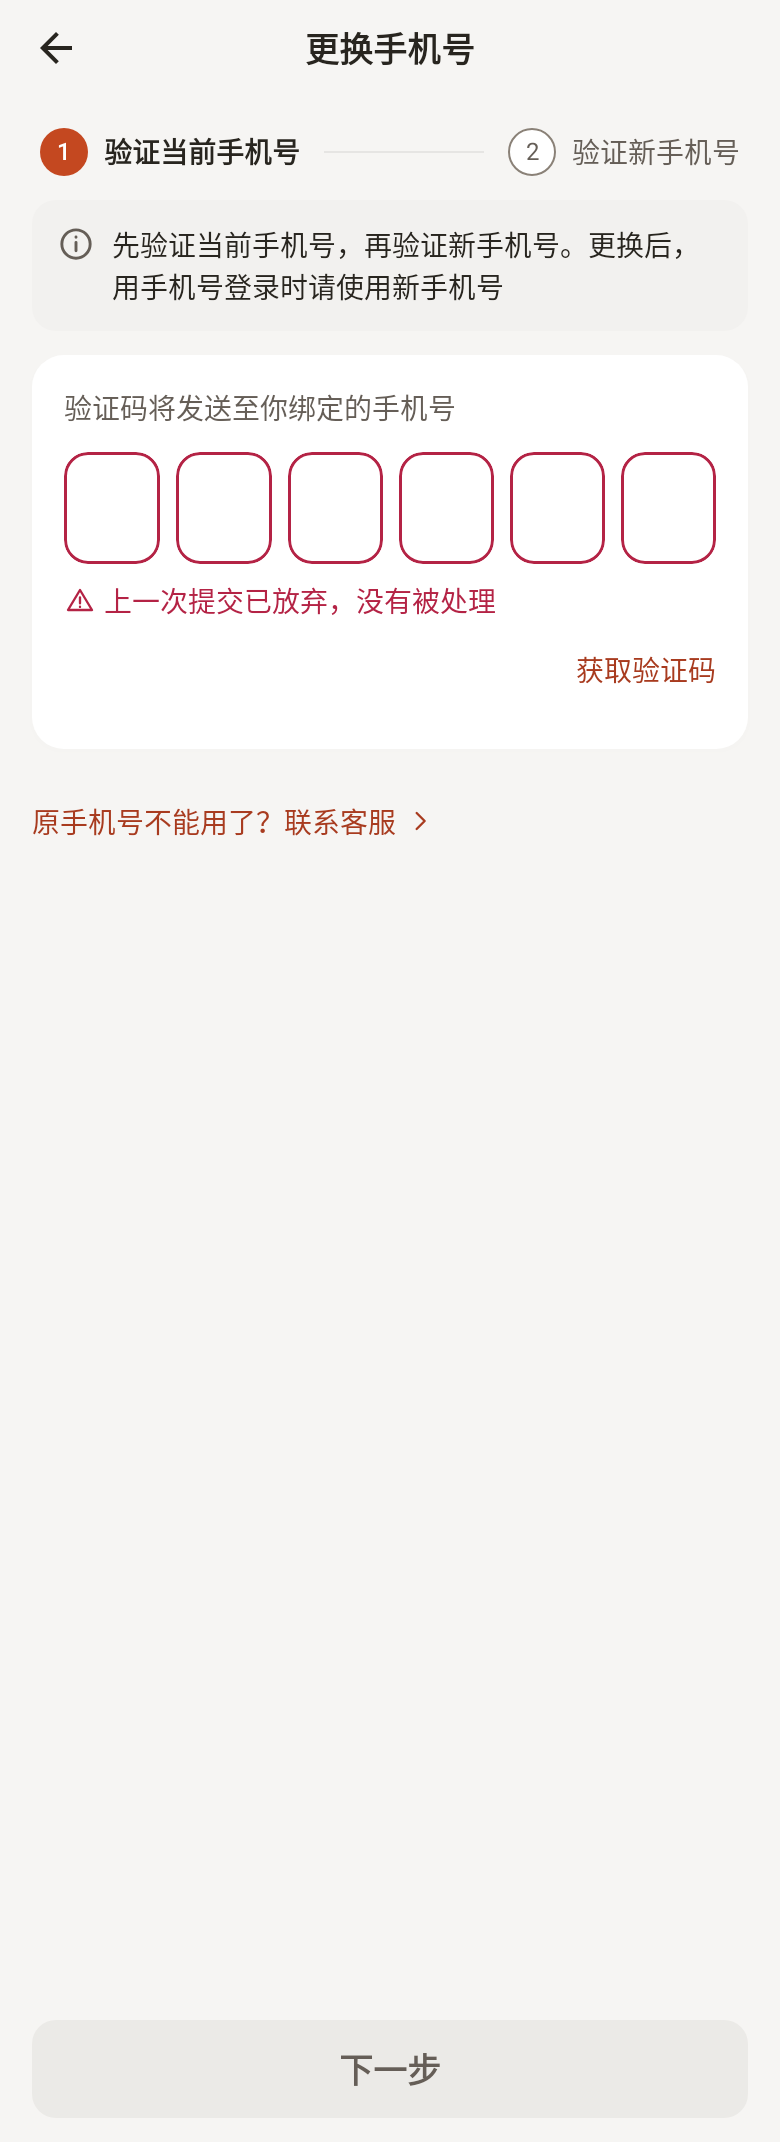 更换手机号
1 验证当前手机号
2 验证新手机号
先验证当前手机号，再验证新手机号。更换后，
用手机号登录时请使用新手机号
验证码将发送至你绑定的手机号
上一次提交已放弃，没有被处理
获取验证码
原手机号不能用了？联系客服
下一步